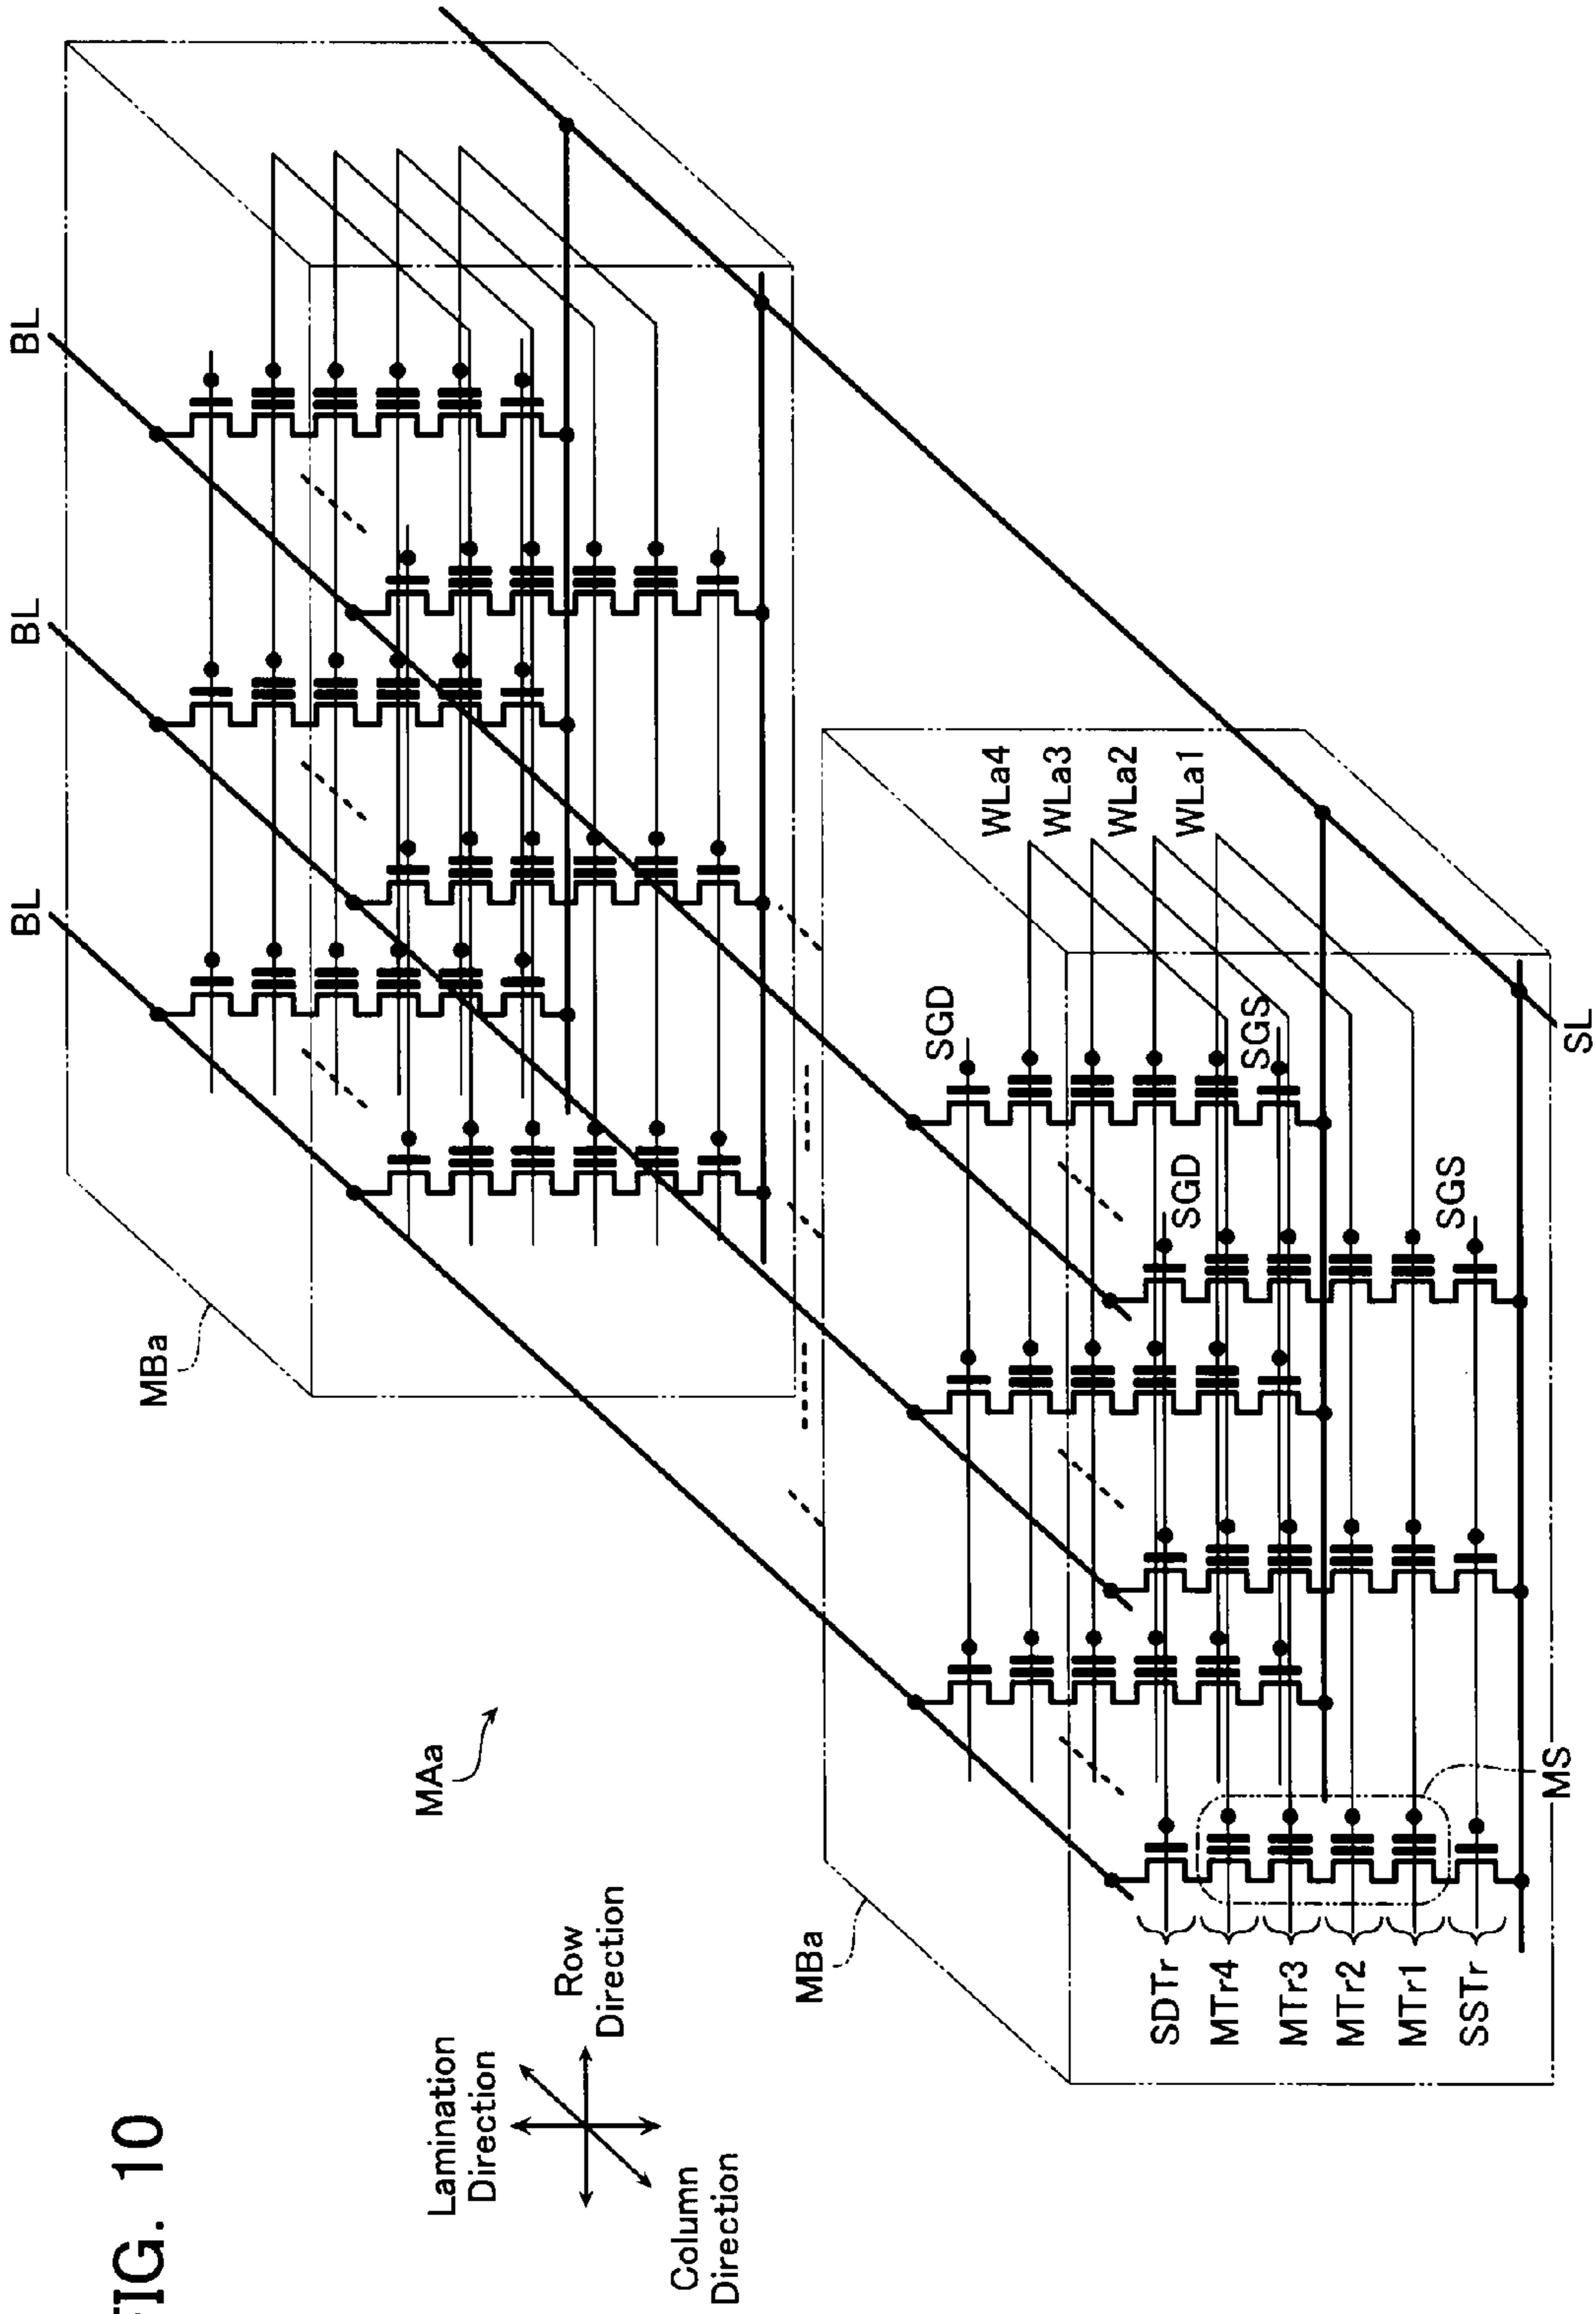 FIG. 10
Lamination
Direction
Row
Direction
Column
Direction
MAa
MBa
BL
BL
BL
MBa
WLa4
WLa3
WLa2
WLa1
SGD
SGS
SGD
SGS
SDTr
MTr4
MTr3
MTr2
MTr1
SSTr
MS
SL